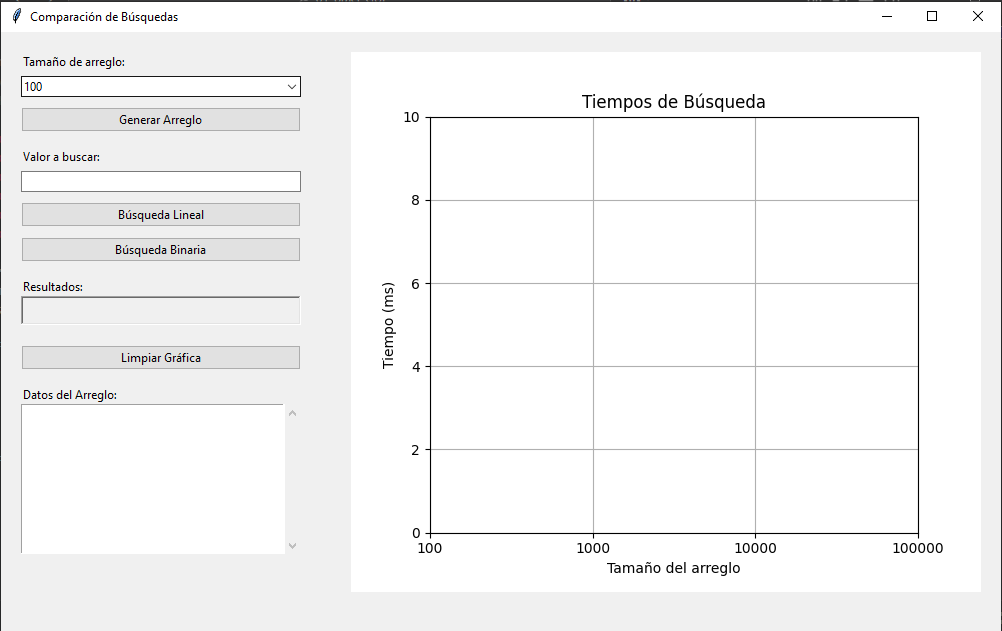 Comparación de Búsquedas
Tamaño de arreglo:
100
Generar Arreglo
Valor a buscar:
Búsqueda Lineal
Búsqueda Binaria
Resultados:
Limpiar Gráfica
Datos del Arreglo:
Tiempos de Búsqueda
Tiempo (ms)
10
8
6
4
2
0
100 1000 10000 100000
Tamaño del arreglo